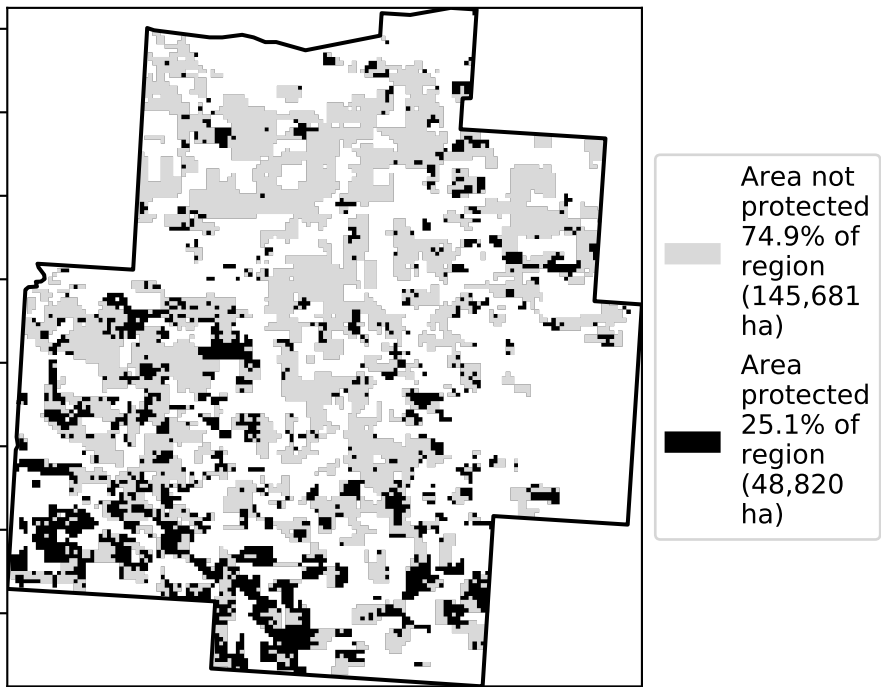 Area not
protected
74.9% of
region
(145,681
ha)
Area
protected
25.1% of
region
(48,820
ha)